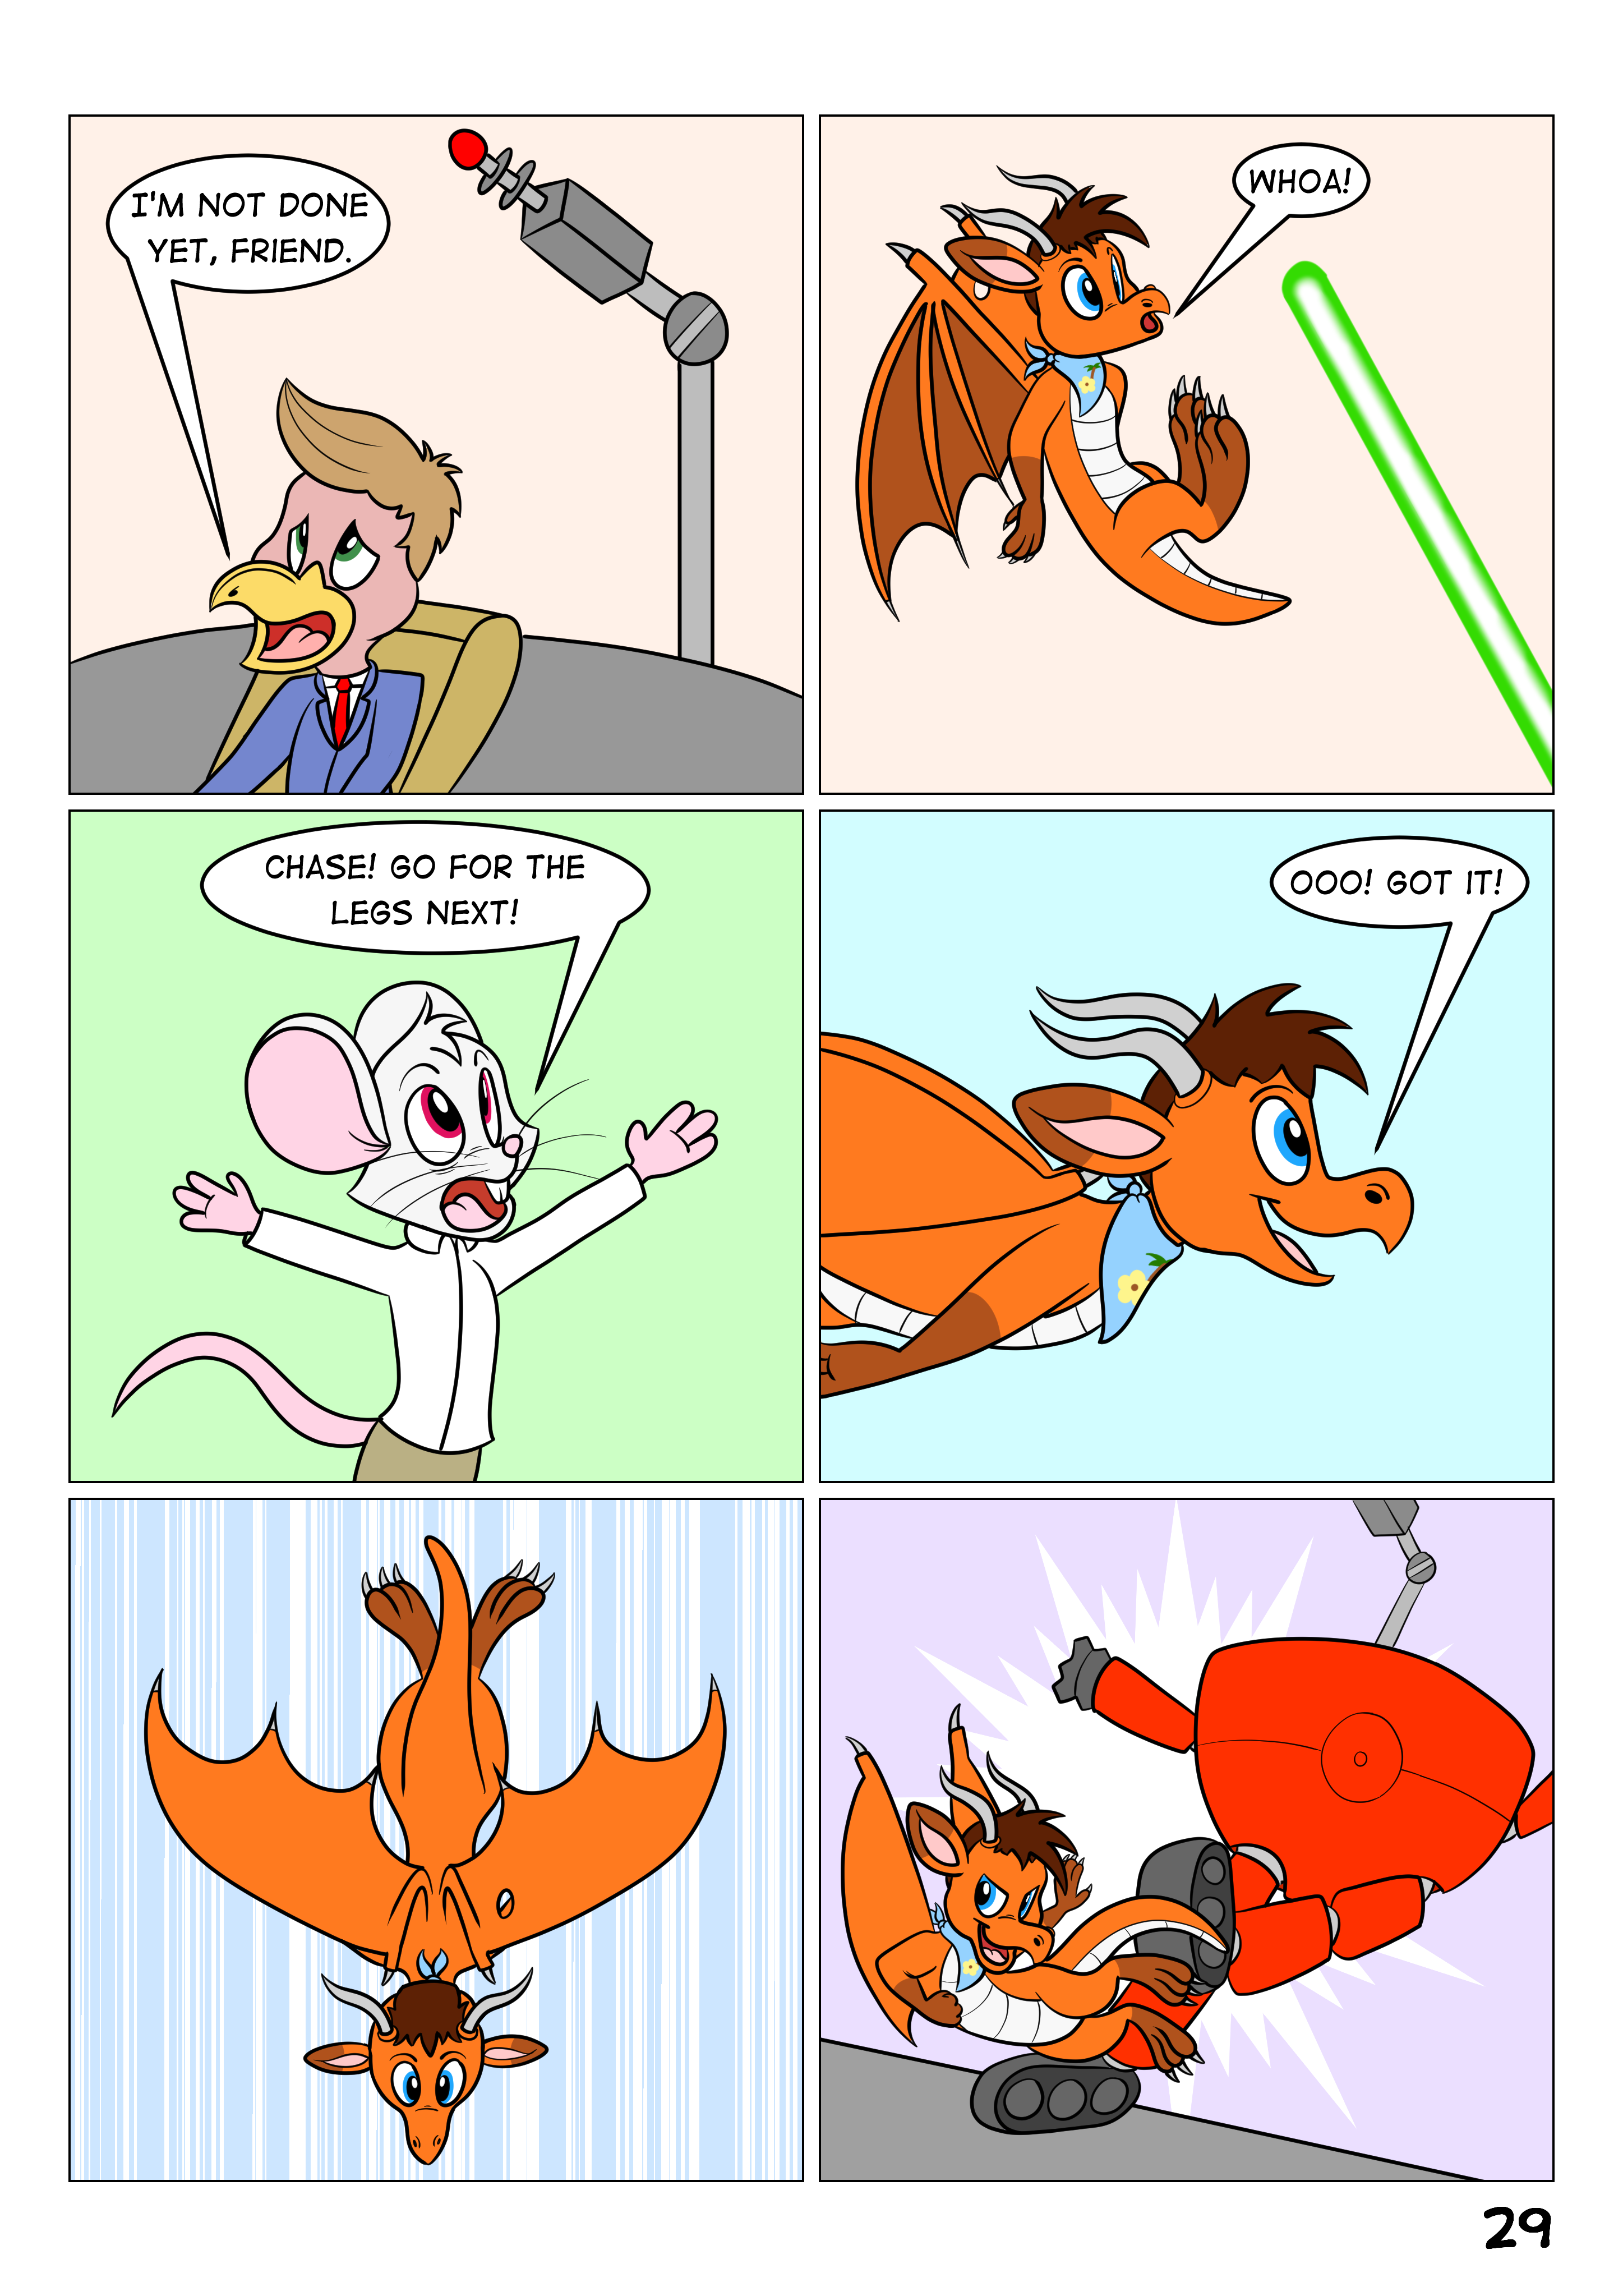 I'M NOT DONE
YET, FRIEND.
WHOA!
CHASE! GO FOR THE
LEGS NEXT!
OOO! GOT IT!
29